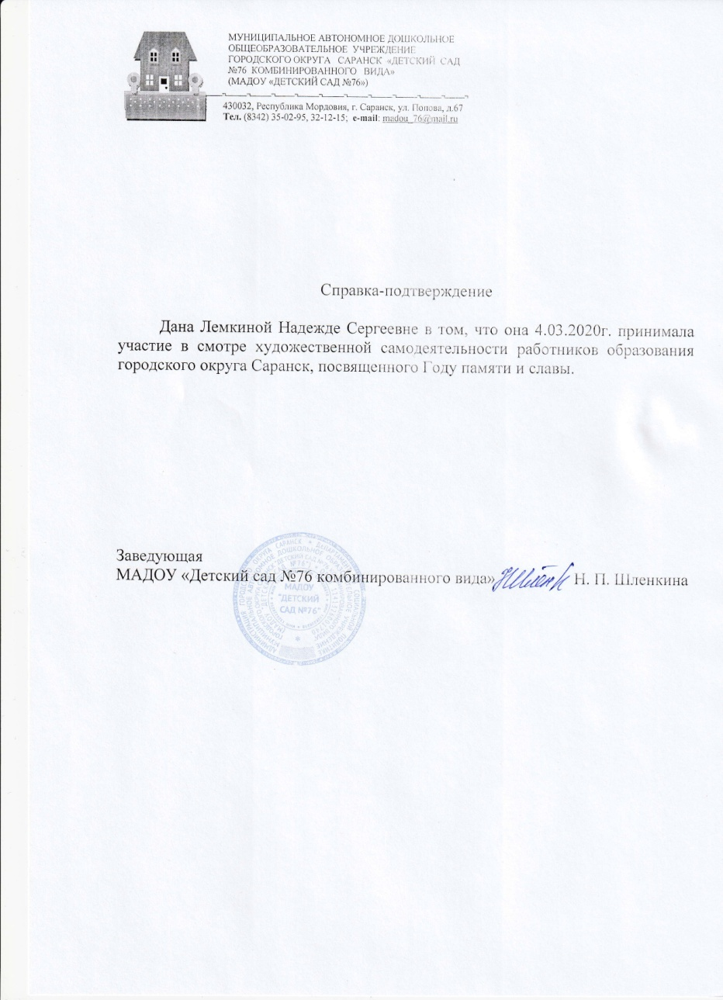 МУНИЦИПАЛЬНОЕ АВТОНОМНОЕ ДОШКОЛЬНОЕ
ОБЩЕОБРАЗОВАТЕЛЬНОЕ УЧРЕЖДЕНИЕ
ГОРОДСКОГО ОКРУГА САРАНСК «ДЕТСКИЙ САД
№76 КОМБИНИРОВАННОГО ВИДА»
(МАДОУ «ДЕТСКИЙ САД №76»)
430032, Республика Мордовия, г. Саранск, ул. Попова, д.67
Тел. (8342) 35-02-95, 32-12-15; e-mail: madou_76@mail.ru
Справка-подтверждение
Дана Лемкиной Надежде Сергеевне в том, что она 4.03.2020г. принимала
участие в смотре художественной самодеятельности работников образования
городского округа Саранск, посвященного Году памяти и славы.
Заведующая
МАДОУ «Детский сад №76 комбинированного вида» Н. П. Шленкина
МАДОУ
"ДЕТСКИЙ
САД №76"